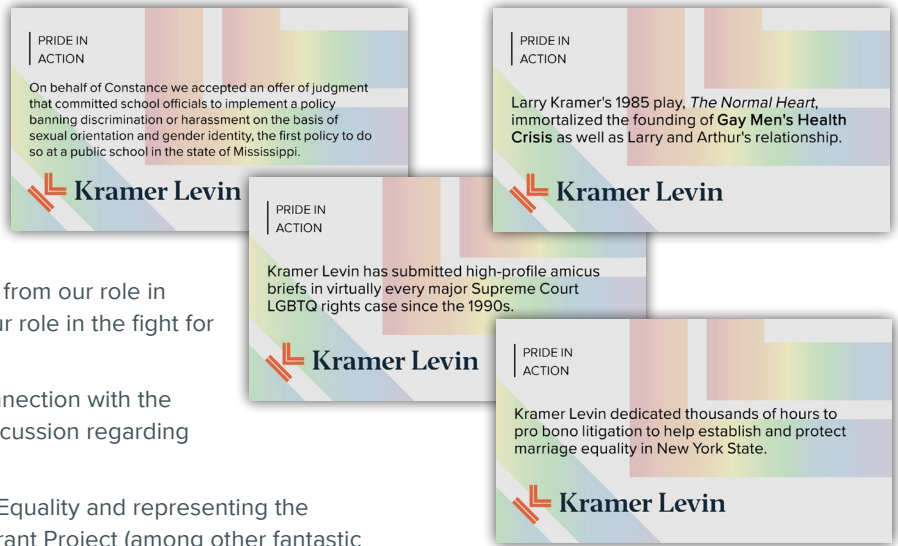 PRIDE IN
ACTION
On behalf of Constance we accepted an offer of judgment
that committed school officials to implement a policy
banning discrimination or harassment on the basis of
sexual orientation and gender identity, the first policy to do
so at a public school in the state of Mississippi.
Kramer Levin
PRIDE IN
ACTION
Larry Kramer's 1985 play, The Normal Heart,
immortalized the founding of Gay Men's Health
Crisis as well as Larry and Arthur's relationship.
Kramer Levin
PRIDE IN
ACTION
Kramer Levin has submitted high-profile amicus
briefs in virtually every major Supreme Court
LGBTQ rights case since the 1990s.
Kramer Levin
PRIDE IN
ACTION
Kramer Levin dedicated thousands of hours to
pro bono litigation to help establish and protect
marriage equality in New York State.
Kramer Levin
from our role in
r role in the fight for
nnection with the
cussion regarding
Equality and representing the
rant Project (among other fantastic